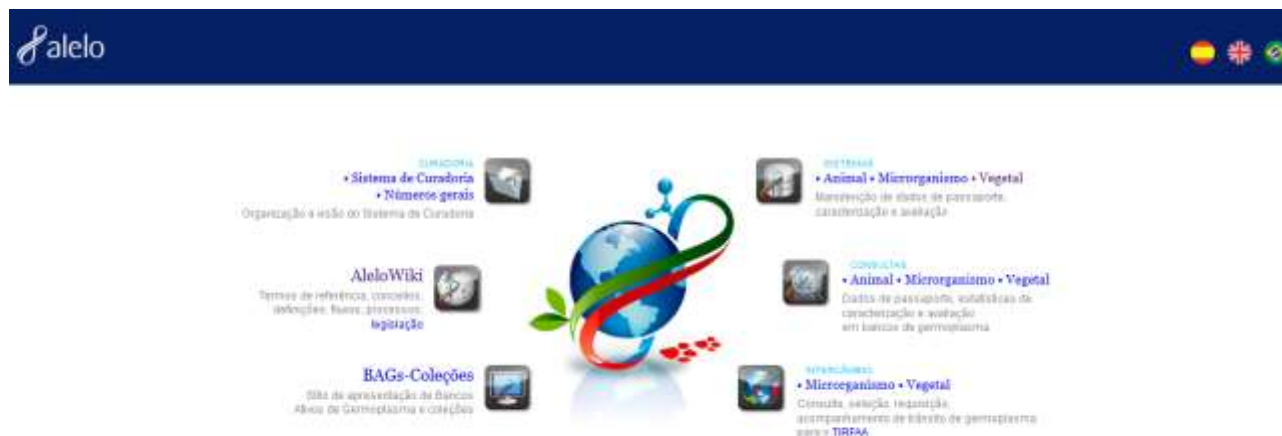 alelo
CURADORIA
• Sistema de Curadoria
• Números gerais
Organização e visão do Sistema de Curadoria
AleloWiki
Termos de referência, conceitos,
definições, fluxos, processos,
legislação
BAGs-Coleções
Sítio de apresentação de Bancos
Ativos de Germoplasma e coleções
SISTEMAS
• Animal • Microrganismo • Vegetal
Manutenção de dados de passaporte,
caracterização e avaliação
CONSULTAS
• Animal • Microrganismo • Vegetal
Dados de passaporte, estatísticas de
caracterização e avaliação
em bancos de germoplasma
INTERCÂMBIO
• Microrganismo • Vegetal
Consulta, seleção, requisição,
acompanhamento de trânsito de germoplasma
para o TIRFAA